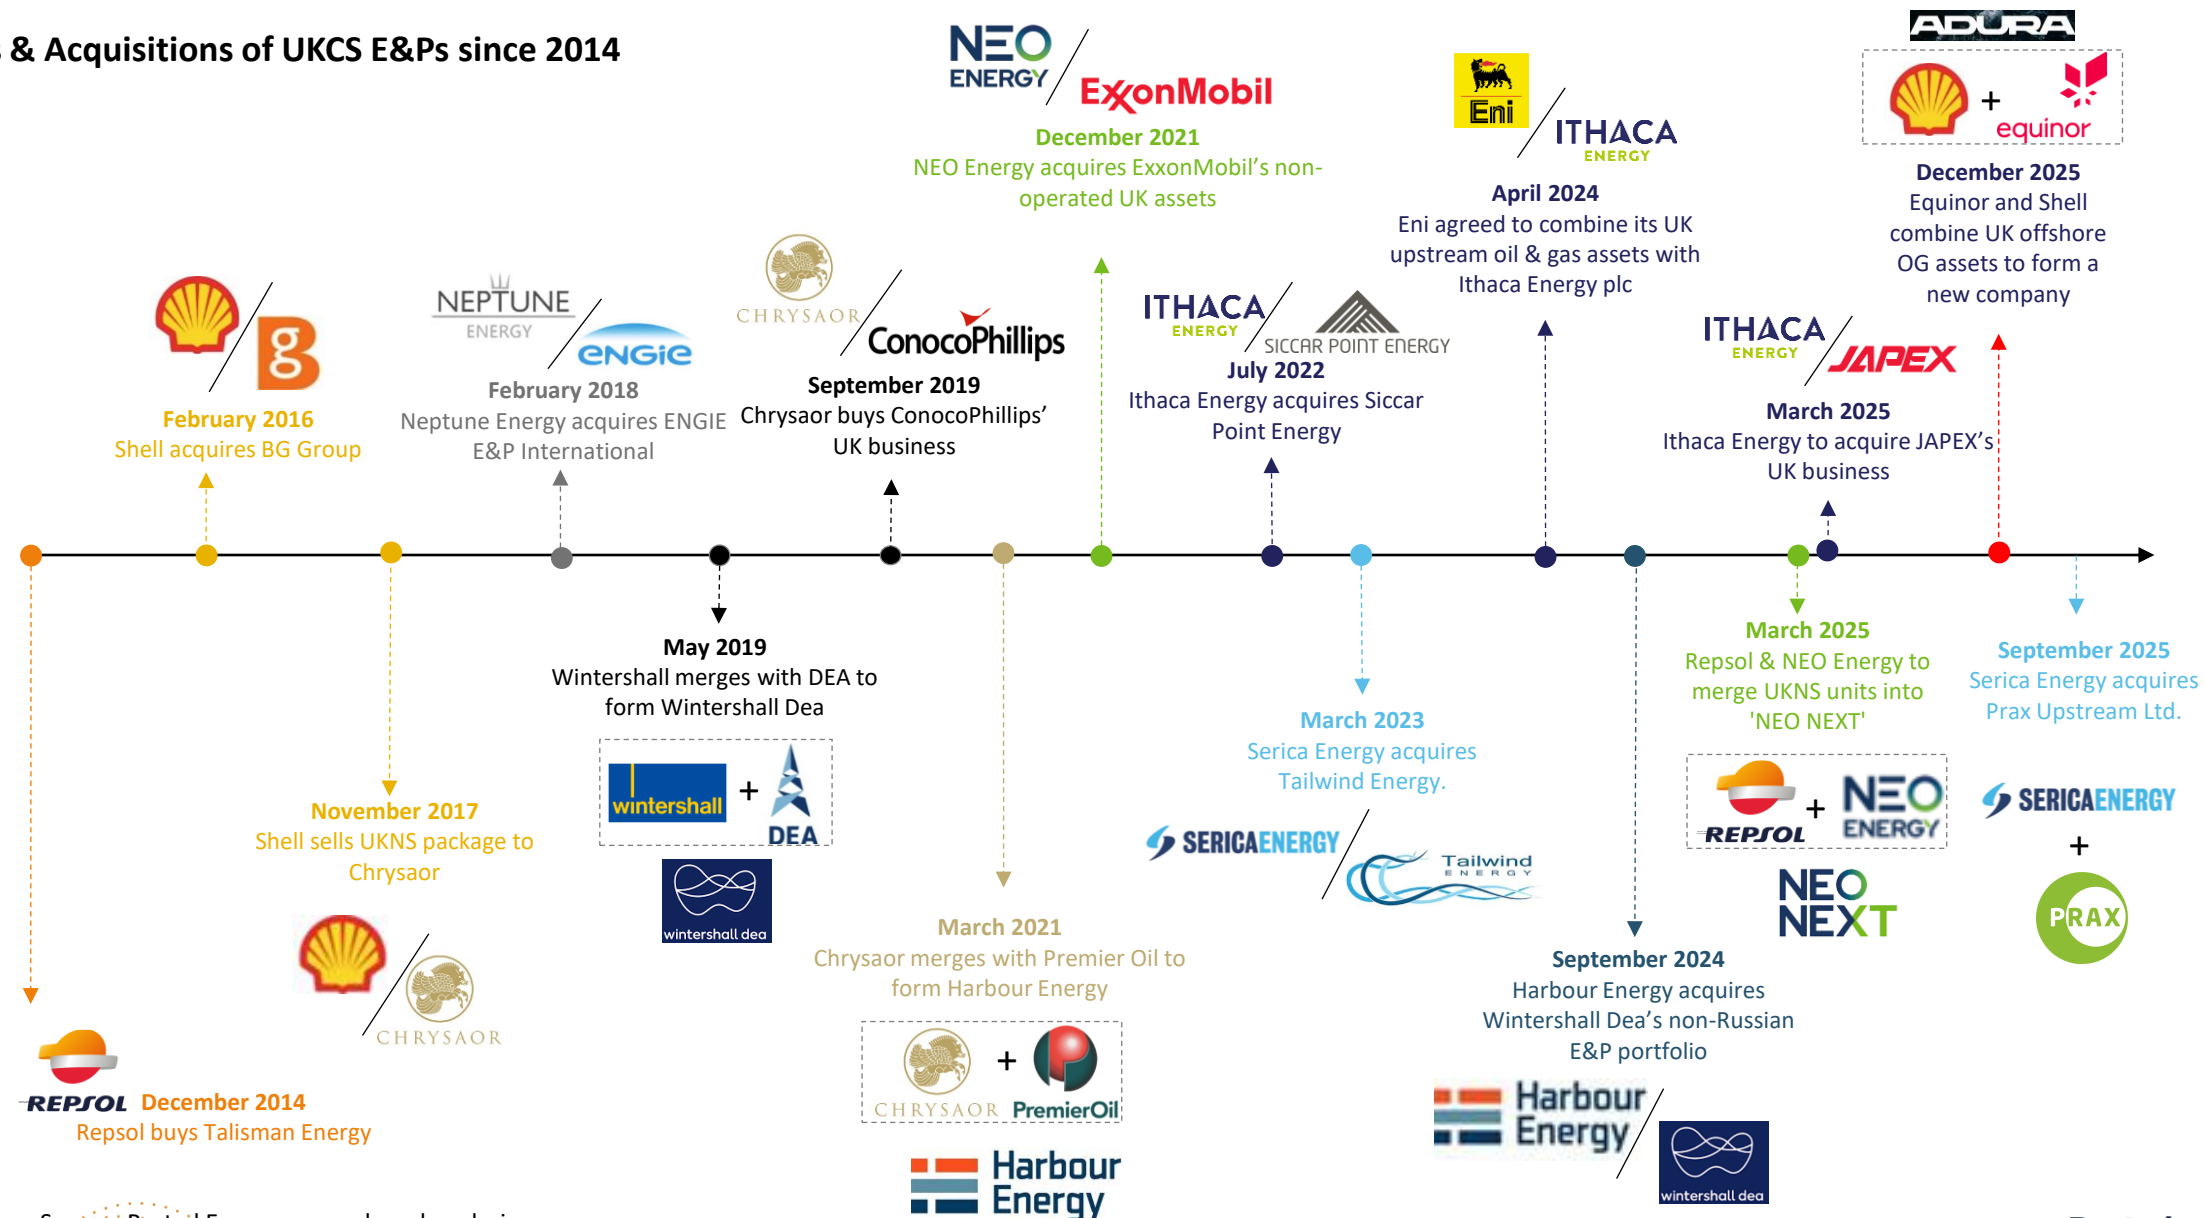 & Acquisitions of UKCS E&Ps since 2014
NEO
ENERGY
ExxonMobil
December 2021
NEO Energy acquires ExxonMobil's non-
operated UK assets
Eni
ITHACA
ENERGY
April 2024
Eni agreed to combine its UK
upstream oil & gas assets with
Ithaca Energy plc
ADURA
+
equinor
December 2025
Equinor and Shell
combine UK offshore
OG assets to form a
new company
g
February 2016
Shell acquires BG Group
NEPTUNE
ENERGY
ENGIE
February 2018
Neptune Energy acquires ENGIE
E&P International
CHRYSAOR
ConocoPhillips
September 2019
Chrysaor buys ConocoPhillips'
UK business
ITHACA
ENERGY
SICCAR POINT ENERGY
July 2022
Ithaca Energy acquires Siccar
Point Energy
ITHACA
ENERGY
JAPEX
March 2025
Ithaca Energy to acquire JAPEX's
UK business
REPSOL
December 2014
Repsol buys Talisman Energy
November 2017
Shell sells UKNS package to
Chrysaor
CHRYSAOR
May 2019
Wintershall merges with DEA to
form Wintershall Dea
wintershall
+
DEA
wintershall dea
March 2021
Chrysaor merges with Premier Oil to
form Harbour Energy
CHRYSAOR
+
PremierOil
Harbour
Energy
March 2023
Serica Energy acquires
Tailwind Energy.
SERICAENERGY
Tailwind
ENERGY
September 2024
Harbour Energy acquires
Wintershall Dea's non-Russian
E&P portfolio
Harbour
Energy
wintershall dea
March 2025
Repsol & NEO Energy to
merge UKNS units into
'NEO NEXT'
REPSOL
+
NEO
ENERGY
NEO
NEXT
September 2025
Serica Energy acquires
Prax Upstream Ltd.
SERICAENERGY
+
PRAX